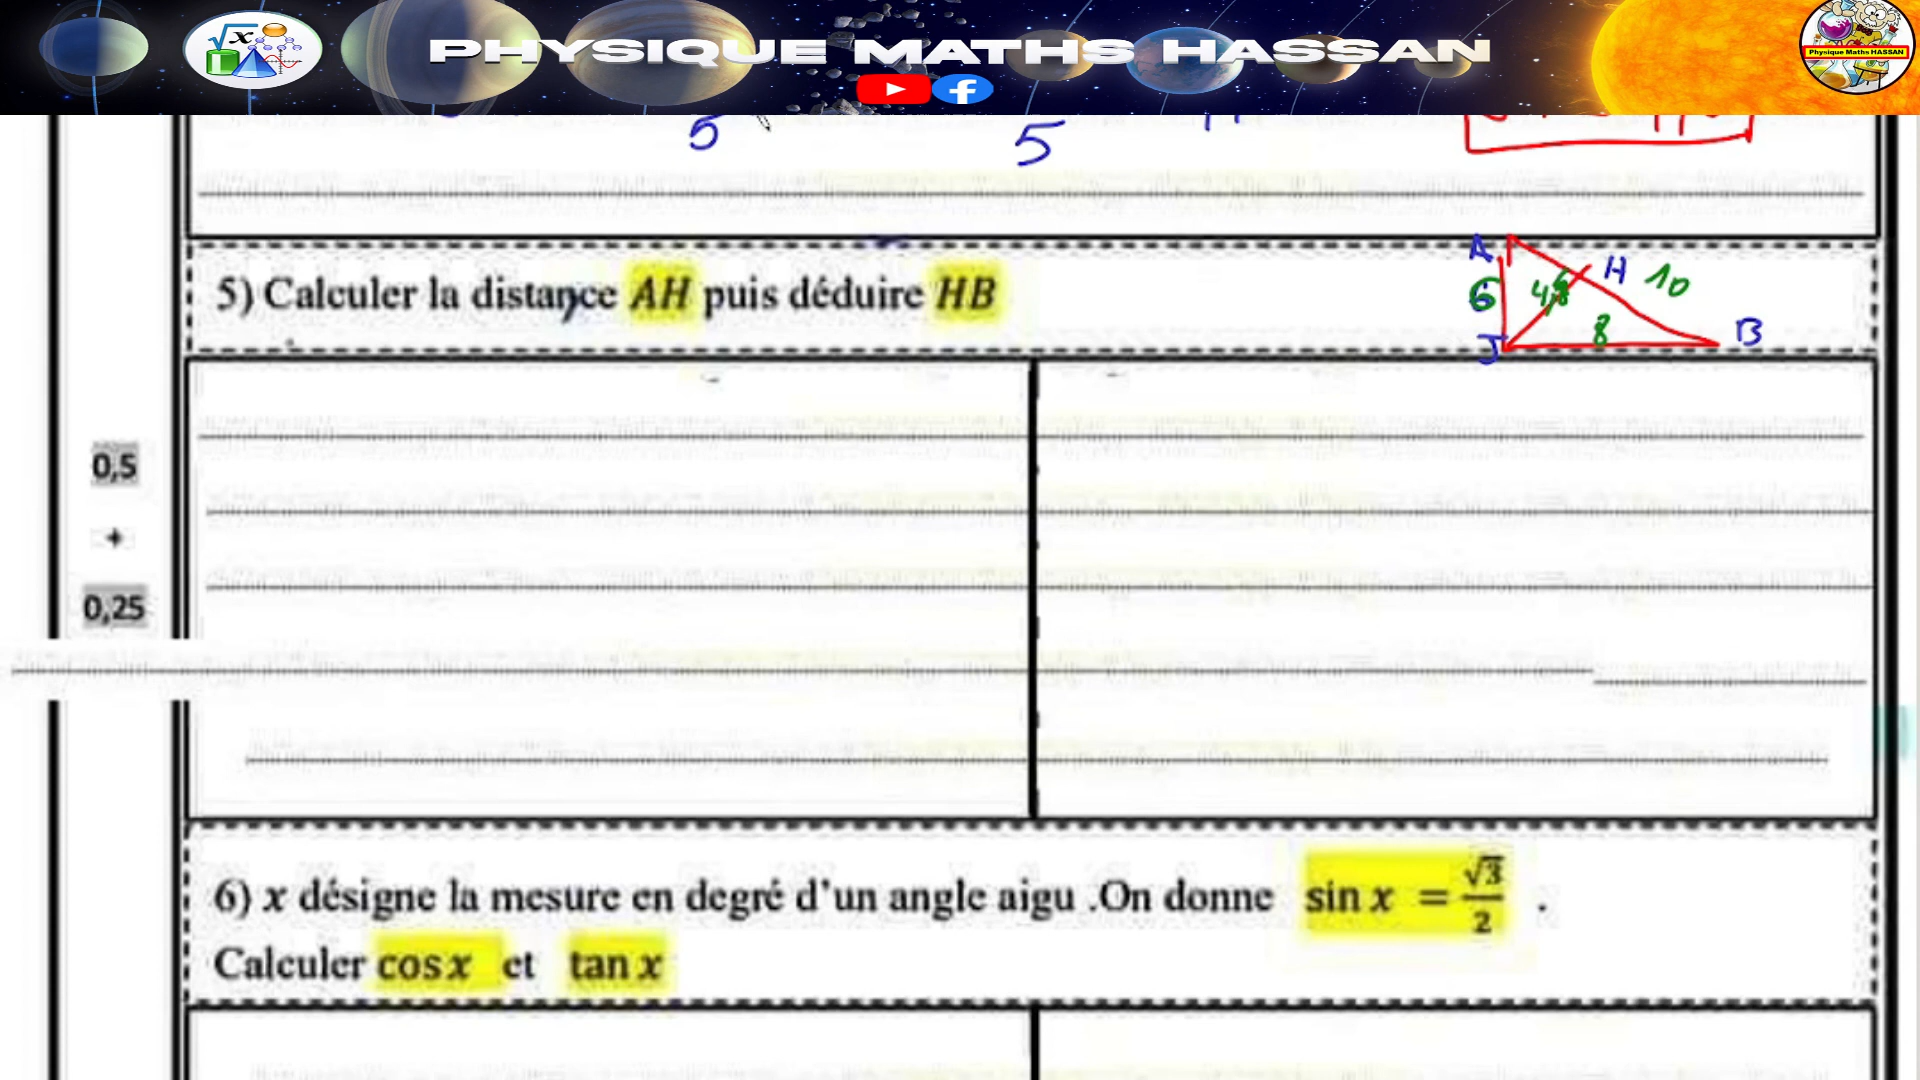 PHYSIQUE MATHS HASSAN
Physique Maths HASSAN
5 5
5) Calculer la distance AH puis déduire HB
A H 10
6 4,8
8 B
J
0,5
+
0,25
6) x désigne la mesure en degré d'un angle aigu .On donne sin x = √3/2 .
Calculer cos x et tan x